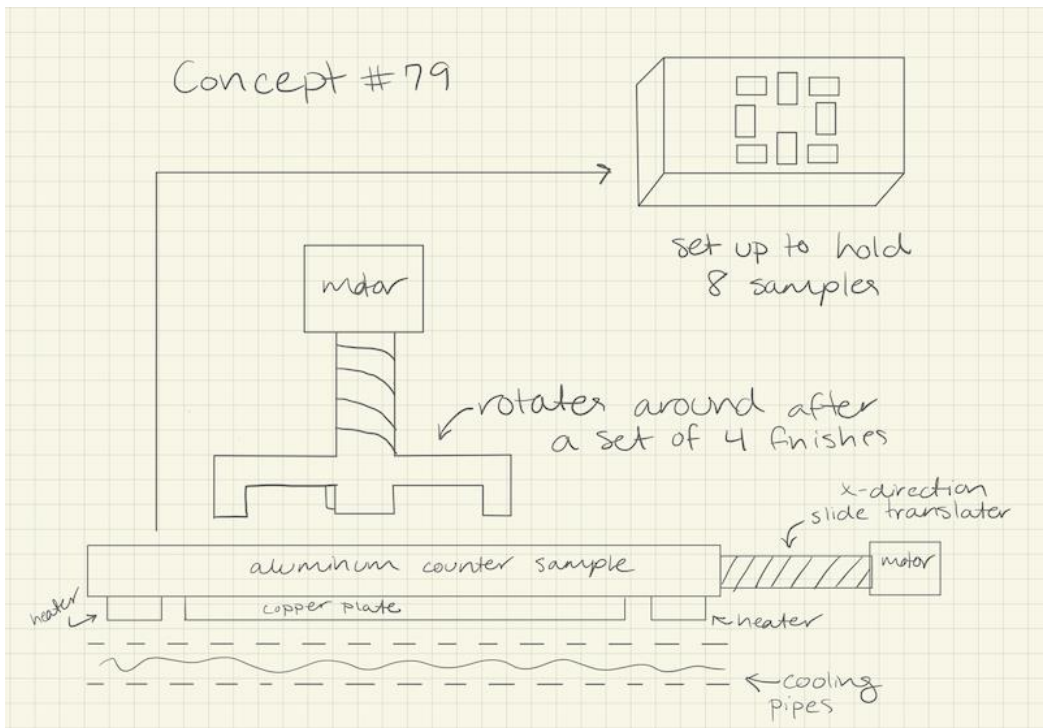 Concept #79
set up to hold
8 samples
motor
rotates around after
a set of 4 finishes
x-direction
slide translater
motor
aluminum counter sample
heater
copper plate
heater
cooling
pipes